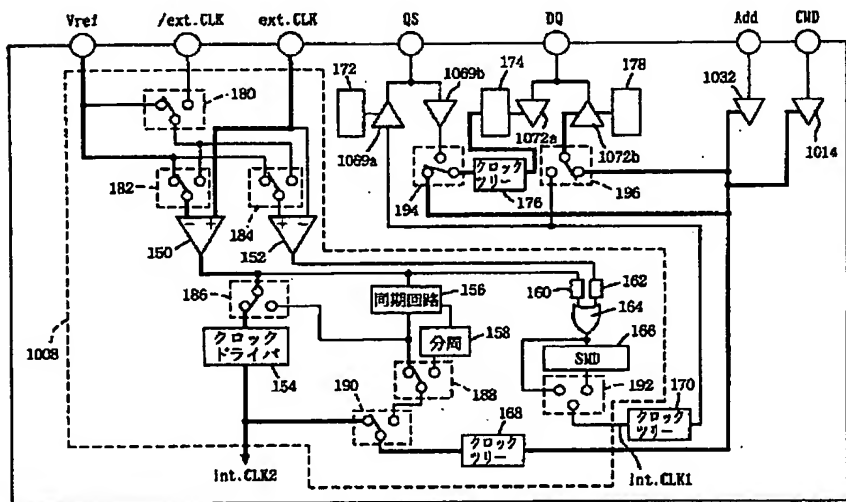 Vref
/ext.CLK
ext.CLK
QS
DQ
Add
CMD
172
1069b
174
178
1032
180
1069a
1072a
1072b
1014
182
184
194
クロック
ツリー
176
196
150
152
186
同期回路
156
160
162
164
158
分周
166
SMD
1008
クロック
ドライバ
154
188
192
190
168
クロック
ツリー
170
クロック
ツリー
int.CLK2
int.CLK1